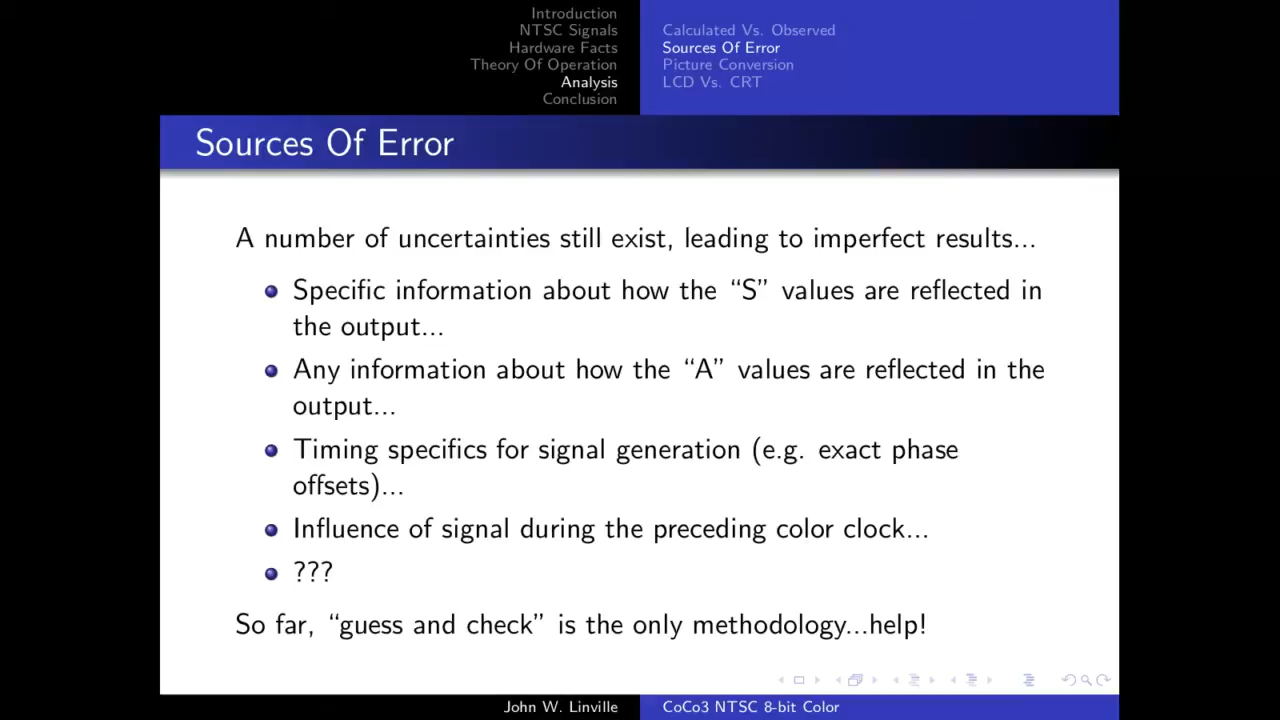 Introduction
NTSC Signals
Hardware Facts
Theory Of Operation
Analysis
Conclusion
Calculated Vs. Observed
Sources Of Error
Picture Conversion
LCD Vs. CRT
Sources Of Error
A number of uncertainties still exist, leading to imperfect results...
Specific information about how the “S” values are reflected in
the output...
Any information about how the “A” values are reflected in the
output...
Timing specifics for signal generation (e.g. exact phase
offsets)...
Influence of signal during the preceding color clock...
???
So far, “guess and check” is the only methodology...help!
John W. Linville
CoCo3 NTSC 8-bit Color